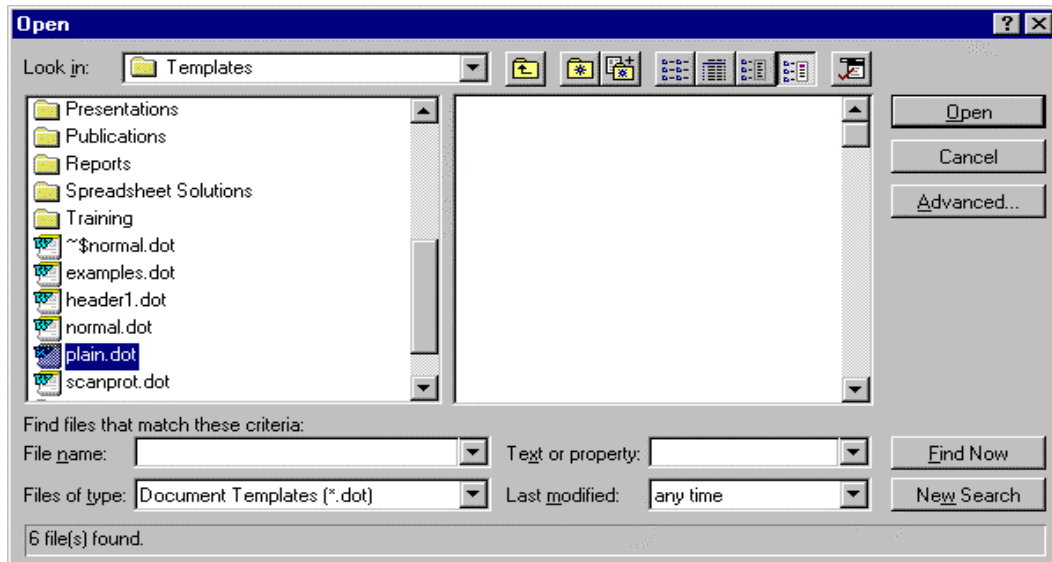 Open
Look in: Templates
Presentations
Publications
Reports
Spreadsheet Solutions
Training
~$normal.dot
examples.dot
header1.dot
normal.dot
plain.dot
scanprot.dot
Open
Cancel
Advanced...
Find files that match these criteria:
File name: Text or property: Find Now
Files of type: Document Templates (*.dot) Last modified: any time New Search
6 file(s) found.